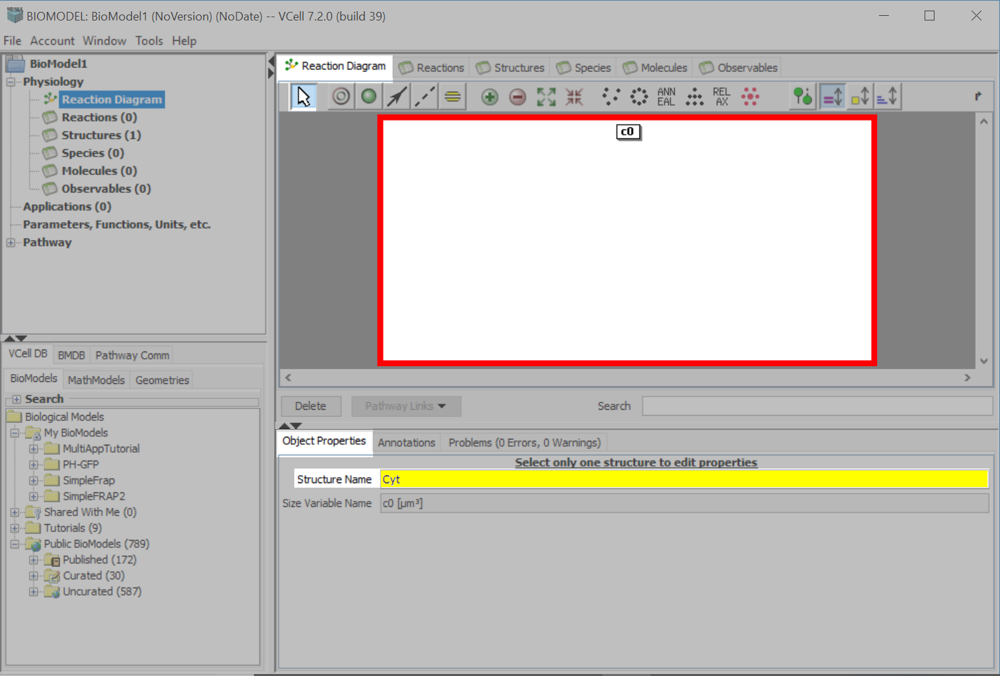 BIOMODEL: BioModel1 (NoVersion) (NoDate) -- VCell 7.2.0 (build 39)
File Account Window Tools Help
BioModel1
Physiology
Reaction Diagram
Reactions (0)
Structures (1)
Species (0)
Molecules (0)
Observables (0)
Applications (0)
Parameters, Functions, Units, etc.
Pathway
VCell DB BMDB Pathway Comm
BioModels MathModels Geometries
Search
Biological Models
My BioModels
MultiAppTutorial
PH-GFP
SimpleFrap
SimpleFRAP2
Shared With Me (0)
Tutorials (9)
Public BioModels (789)
Published (172)
Curated (30)
Uncurated (587)
Reaction Diagram Reactions Structures Species Molecules Observables
ANN EAL REL AX
c0
Delete Pathway Links Search
Object Properties Annotations Problems (0 Errors, 0 Warnings)
Select only one structure to edit properties
Structure Name Cyt
Size Variable Name c0 [µm³]